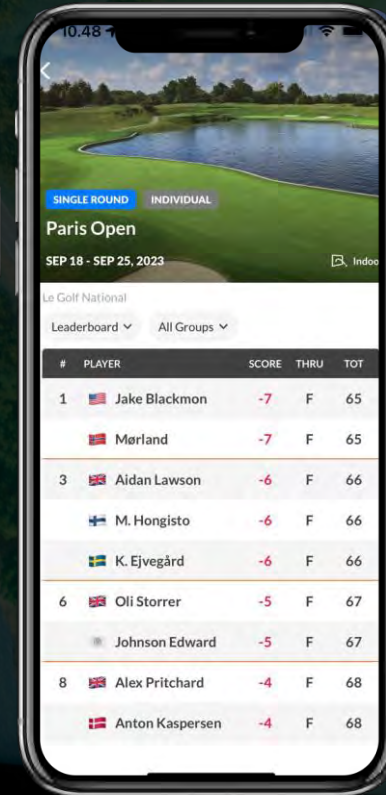 10.48
SINGLE ROUND INDIVIDUAL
Paris Open
SEP 18 - SEP 25, 2023 Indoo
Le Golf National
Leaderboard All Groups
# PLAYER SCORE THRU TOT
1 Jake Blackmon -7 F 65
Mørland -7 F 65
3 Aidan Lawson -6 F 66
M. Hongisto -6 F 66
K. Ejvegård -6 F 66
6 Oli Storrer -5 F 67
Johnson Edward -5 F 67
8 Alex Pritchard -4 F 68
Anton Kaspersen -4 F 68